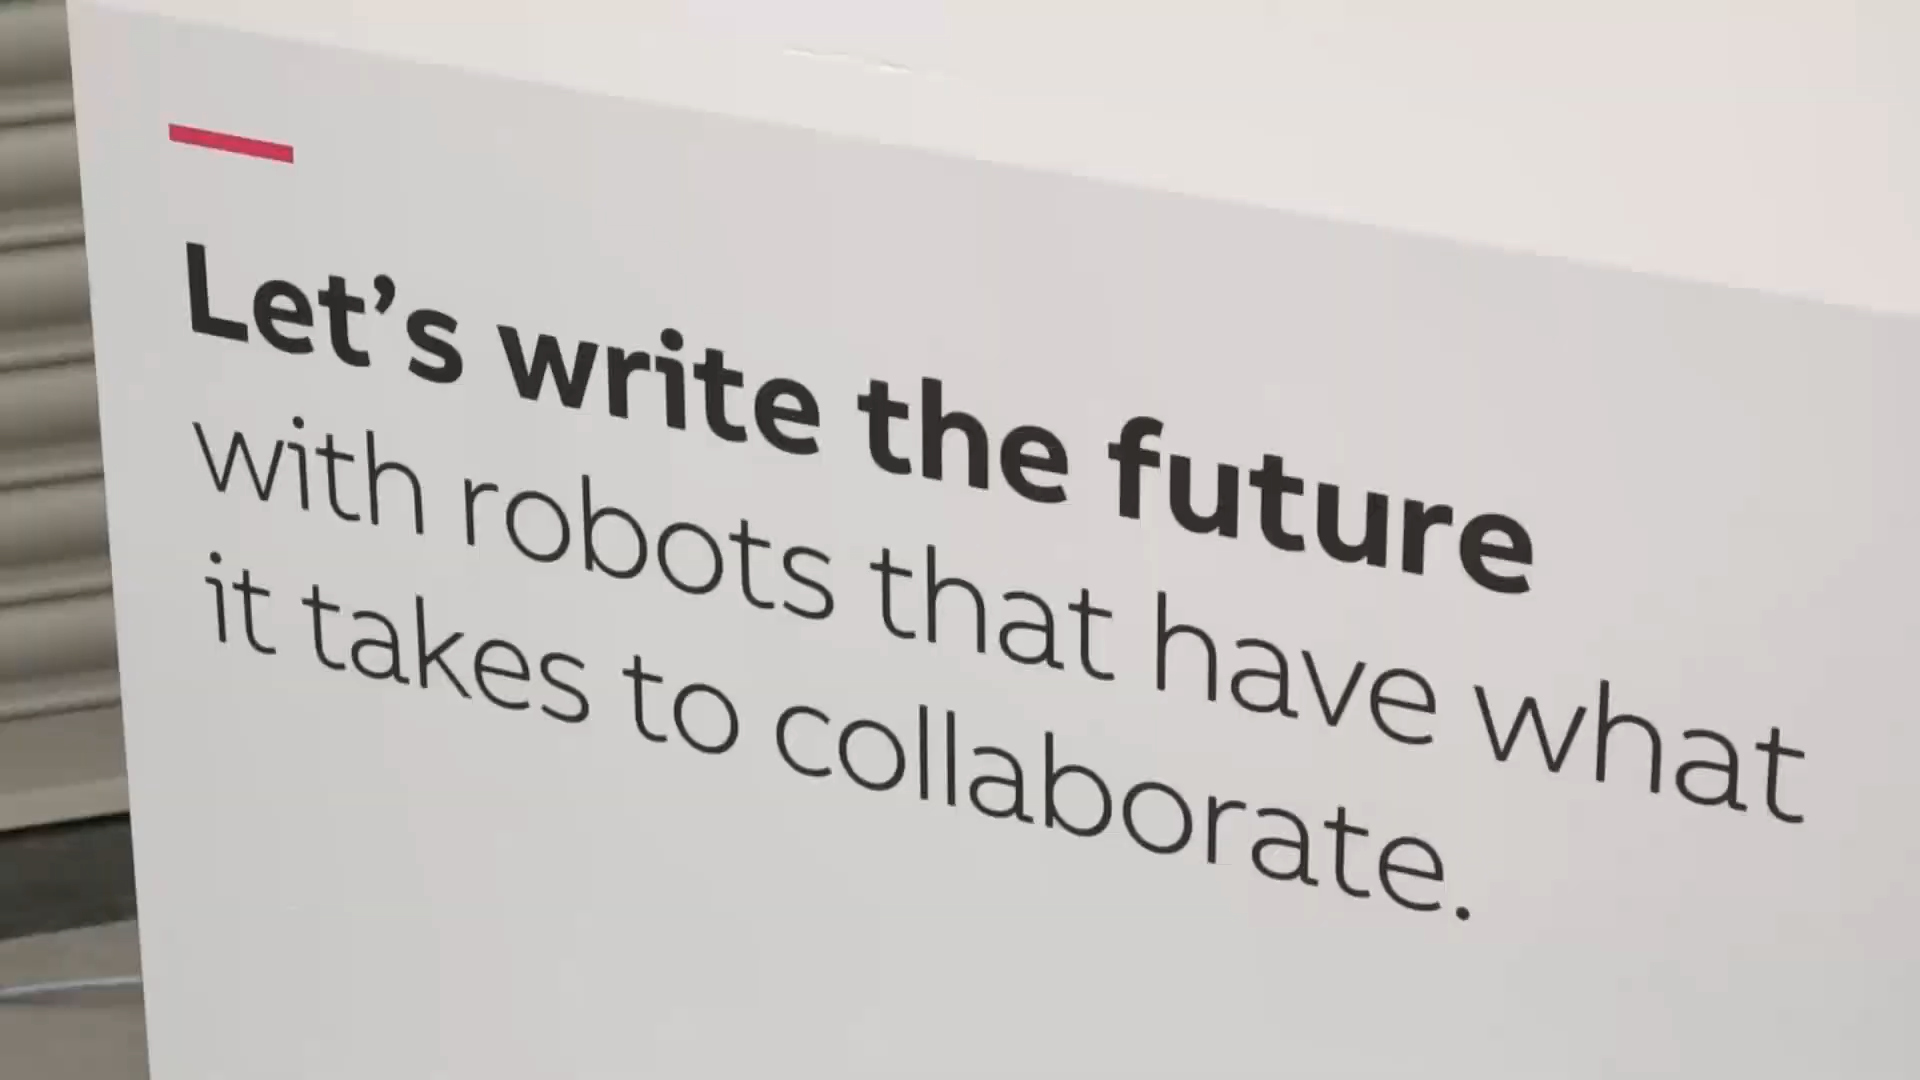 Let’s write the future
with robots that have what
it takes to collaborate.